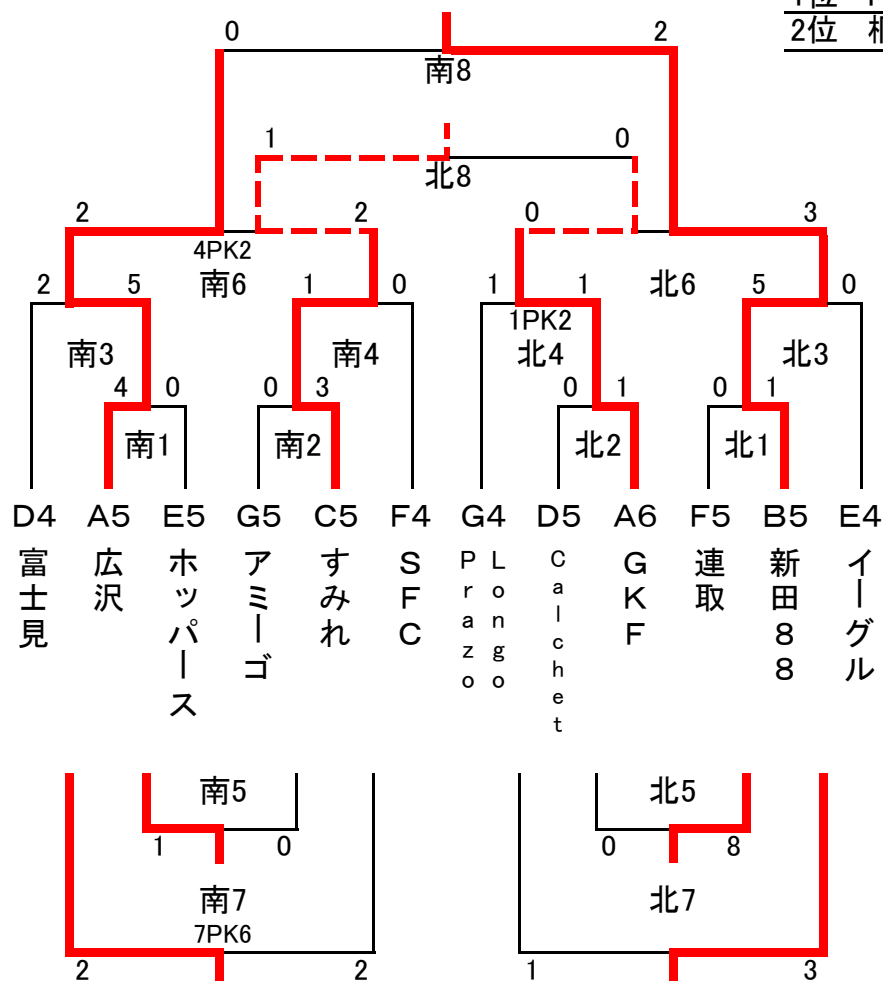 1位
2位
0 2
南8
1 0
北8
2 2 0 3
4PK2
南6 北6
2 5 1 0 1 1 5 0
1PK2
南3 南4 北4 北3
4 0 0 3 0 1 0 1
南1 南2 北2 北1
D4 A5 E5 G5 C5 F4 G4 D5 A6 F5 B5 E4
富士見
広沢
ホッパース
アミーゴ
すみれ
SFC
Longo
Prazo
Calchet
GKF
連取
新田88
イーグル
南5 北5
1 0 0 8
南7 北7
7PK6
2 2 1 3